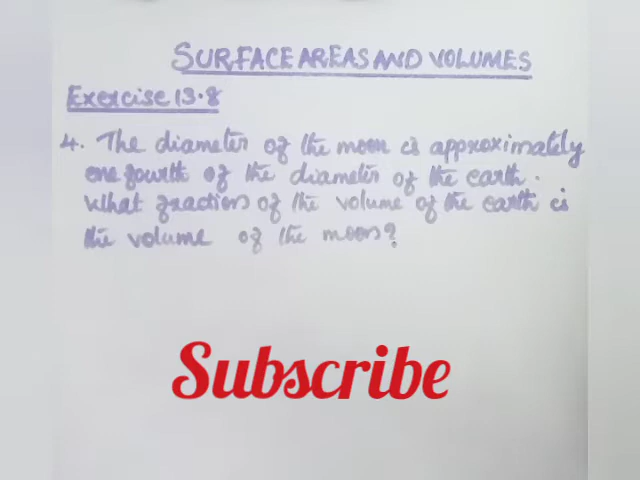 SURFACE AREAS AND VOLUMES
Exercise 13.8
4. The diameter of the moon is approximately
one fourth of the diameter of the earth.
What fraction of the volume of the earth is
the volume of the moon?
Subscribe